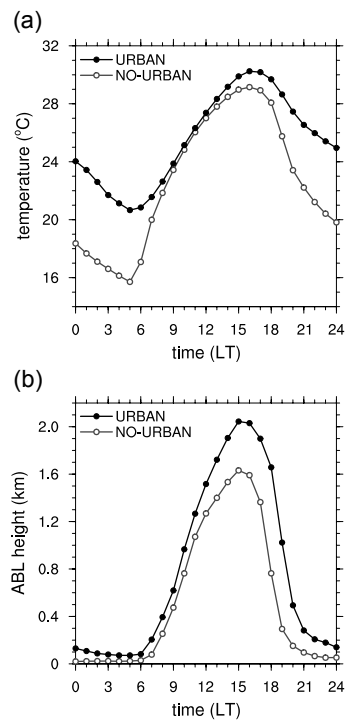 (a)
32
28
24
20
16
temperature (°C)
URBAN
NO-URBAN
0 3 6 9 12 15 18 21 24
time (LT)
(b)
2.0
1.6
1.2
0.8
0.4
0
ABL height (km)
URBAN
NO-URBAN
0 3 6 9 12 15 18 21 24
time (LT)